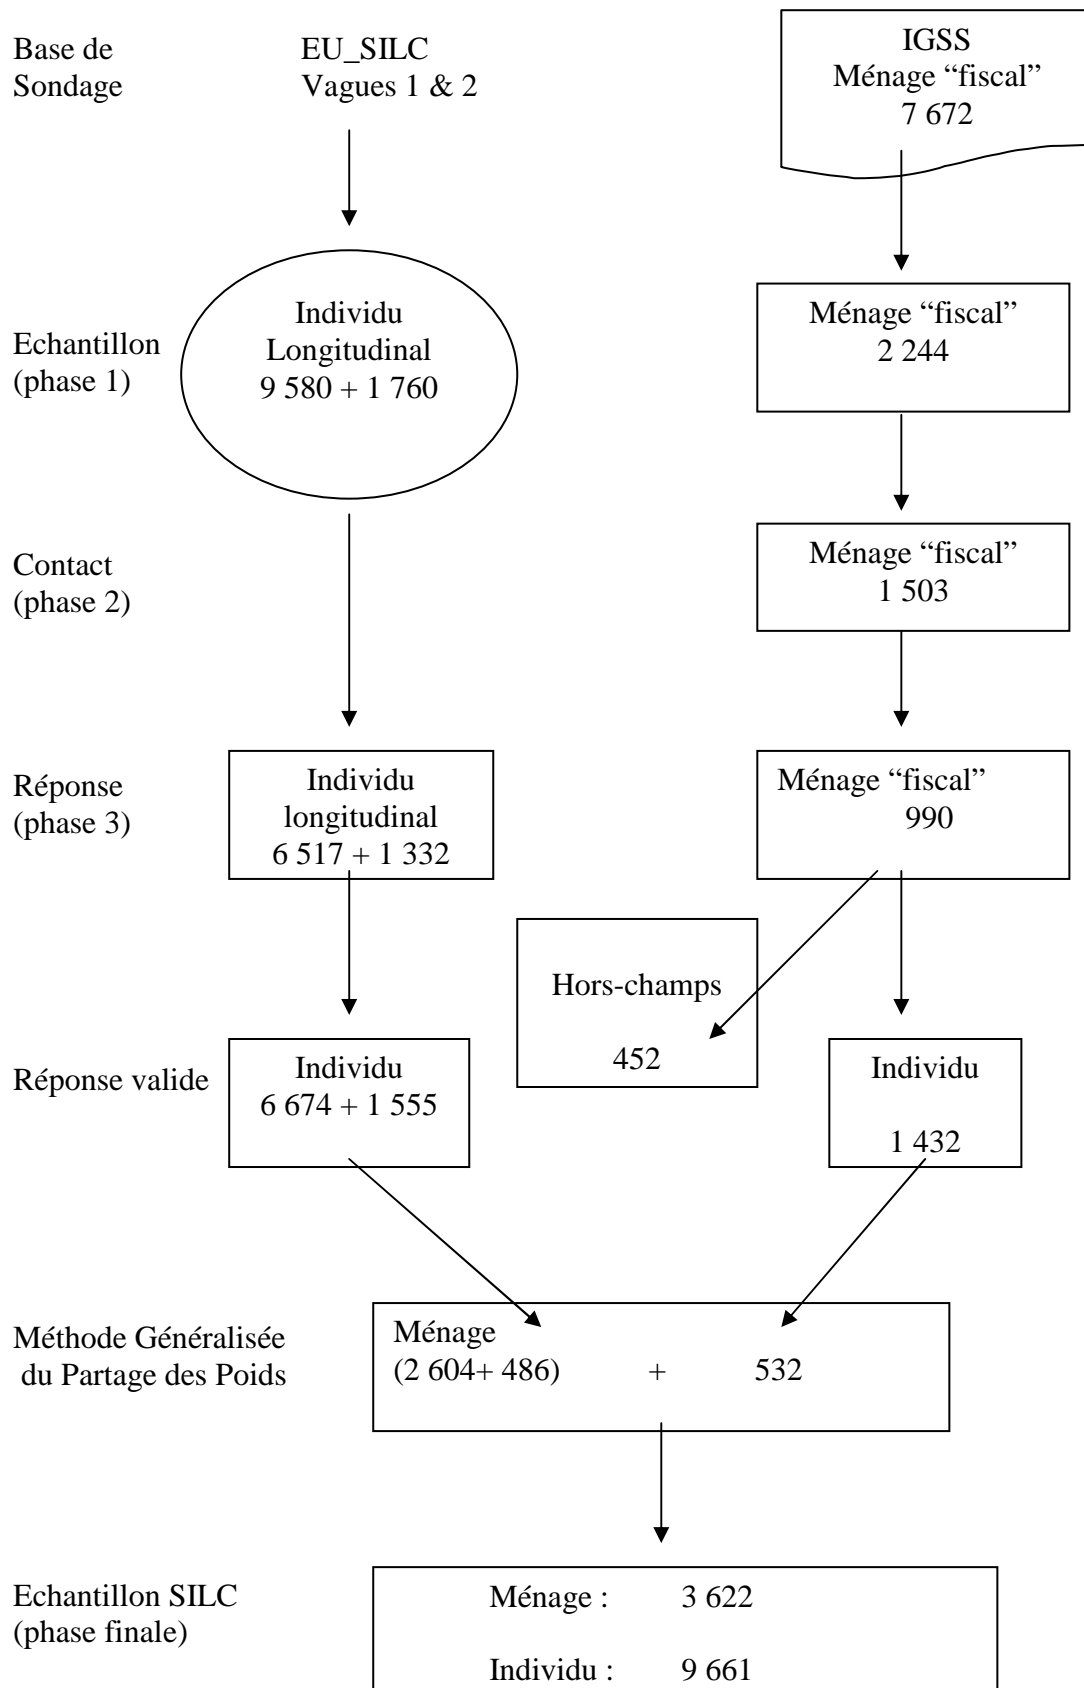 Base de
Sondage
EU_SILC
Vagues 1 & 2
IGSS
Ménage “fiscal”
7 672
Echantillon
(phase 1)
Individu
Longitudinal
9 580 + 1 760
Ménage “fiscal”
2 244
Contact
(phase 2)
Ménage “fiscal”
1 503
Réponse
(phase 3)
Individu
longitudinal
6 517 + 1 332
Ménage “fiscal”
990
Hors-champs
452
Réponse valide
Individu
6 674 + 1 555
Individu
1 432
Méthode Généralisée
du Partage des Poids
Ménage
(2 604+ 486) + 532
Echantillon SILC
(phase finale)
Ménage : 3 622
Individu : 9 661